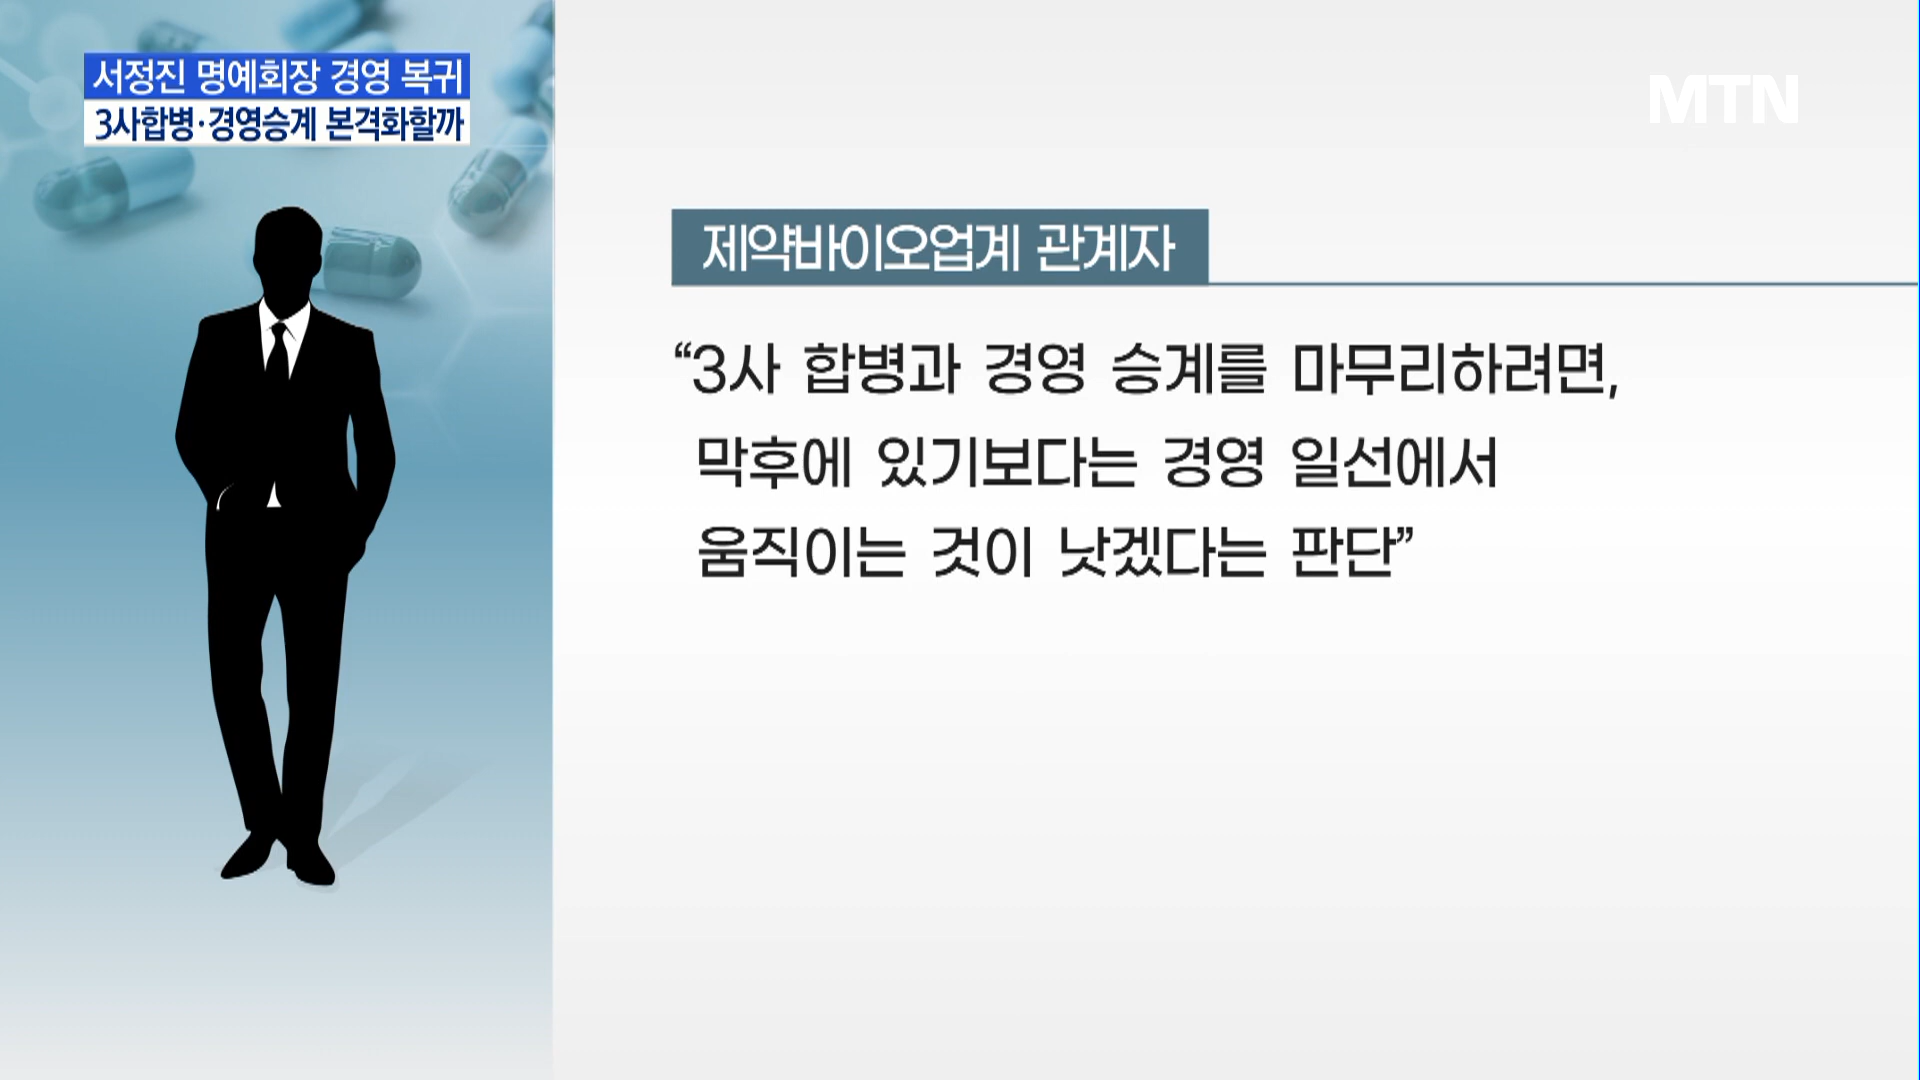 서정진 명예회장 경영 복귀
3사합병·경영승계 본격화할까
MTN
제약바이오업계 관계자
“3사 합병과 경영 승계를 마무리하려면,
막후에 있기보다는 경영 일선에서
움직이는 것이 낫겠다는 판단”